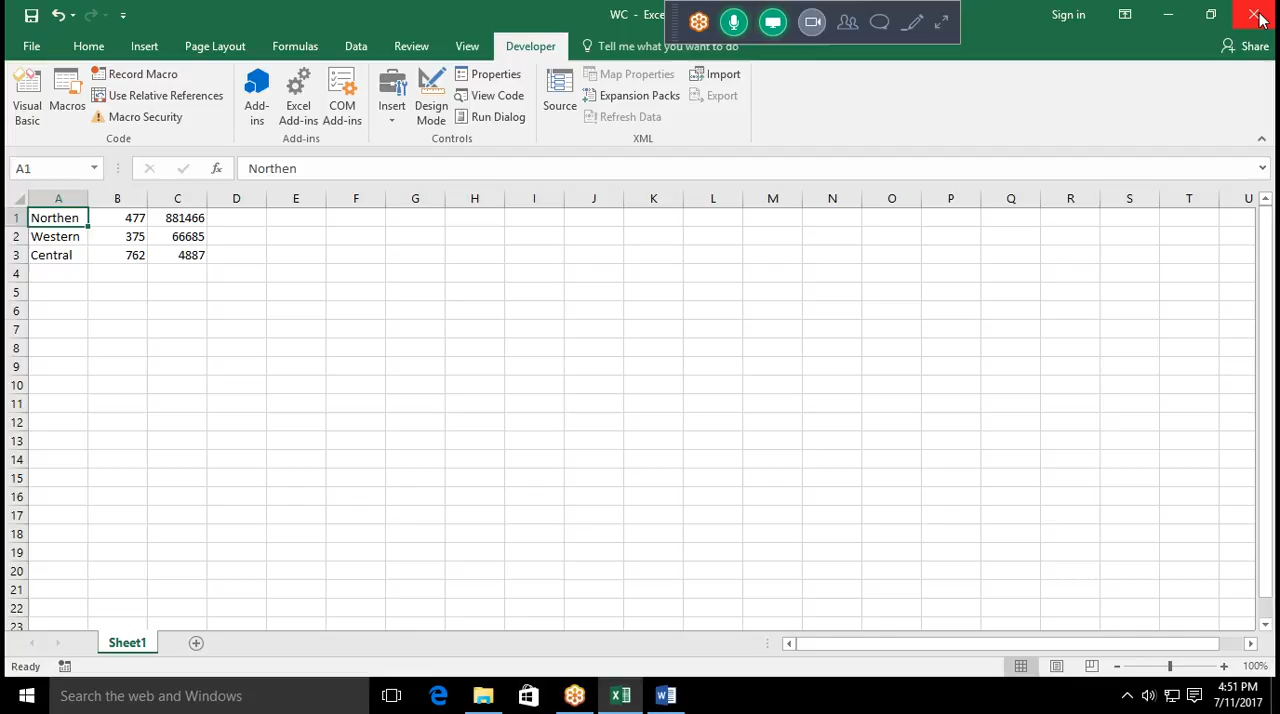 WC - Exce
Sign in
File Home Insert Page Layout Formulas Data Review View Developer Tell me what you want to do Share
Visual Basic
Macros
Record Macro
Use Relative References
Macro Security
Code
Add-ins
Excel Add-ins
COM Add-ins
Add-ins
Insert
Design Mode
Properties
View Code
Run Dialog
Controls
Source
Map Properties
Expansion Packs
Refresh Data
Import
Export
XML
A1 fx Northen
A B C D E F G H I J K L M N O P Q R S T U
1 Northen 477 881466
2 Western 375 66685
3 Central 762 4887
4
5
6
7
8
9
10
11
12
13
14
15
16
17
18
19
20
21
22
23
Sheet1
Ready 100%
Search the web and Windows
4:51 PM
7/11/2017